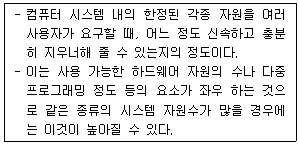 - 컴퓨터 시스템 내의 한정된 각종 자원을 여러
사용자가 요구할 때, 어느 정도 신속하고 충분
히 지우너해 줄 수 있는지의 정도이다.
- 이는 사용 가능한 하드웨어 자원의 수나 다중
프로그래밍 정도 등의 요소가 좌우 하는 것으
로 같은 종류의 시스템 자원수가 많을 경우에
는 이것이 높아질 수 있다.